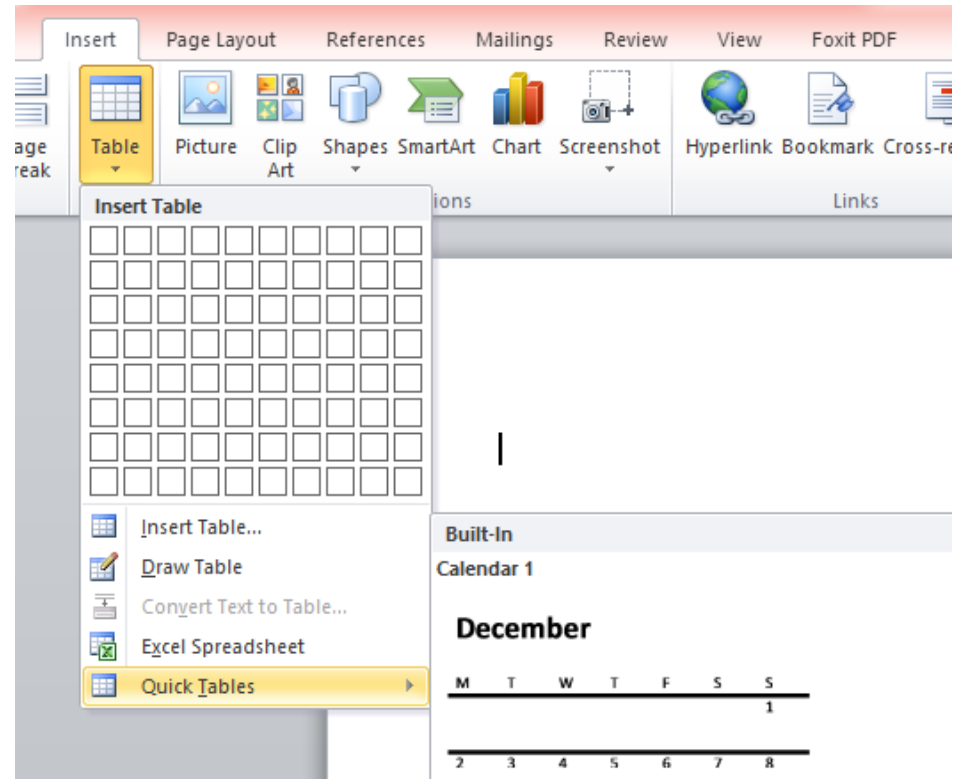 Insert Page Layout References Mailings Review View Foxit PDF
Table Picture Clip Art Shapes SmartArt Chart Screenshot Hyperlink Bookmark Cross-re
age
reak
ions Links
Insert Table
Insert Table...
Draw Table
Convert Text to Table...
Excel Spreadsheet
Quick Tables
Built-In
Calendar 1
December
M T W T F S S
1
2 3 4 5 6 7 8